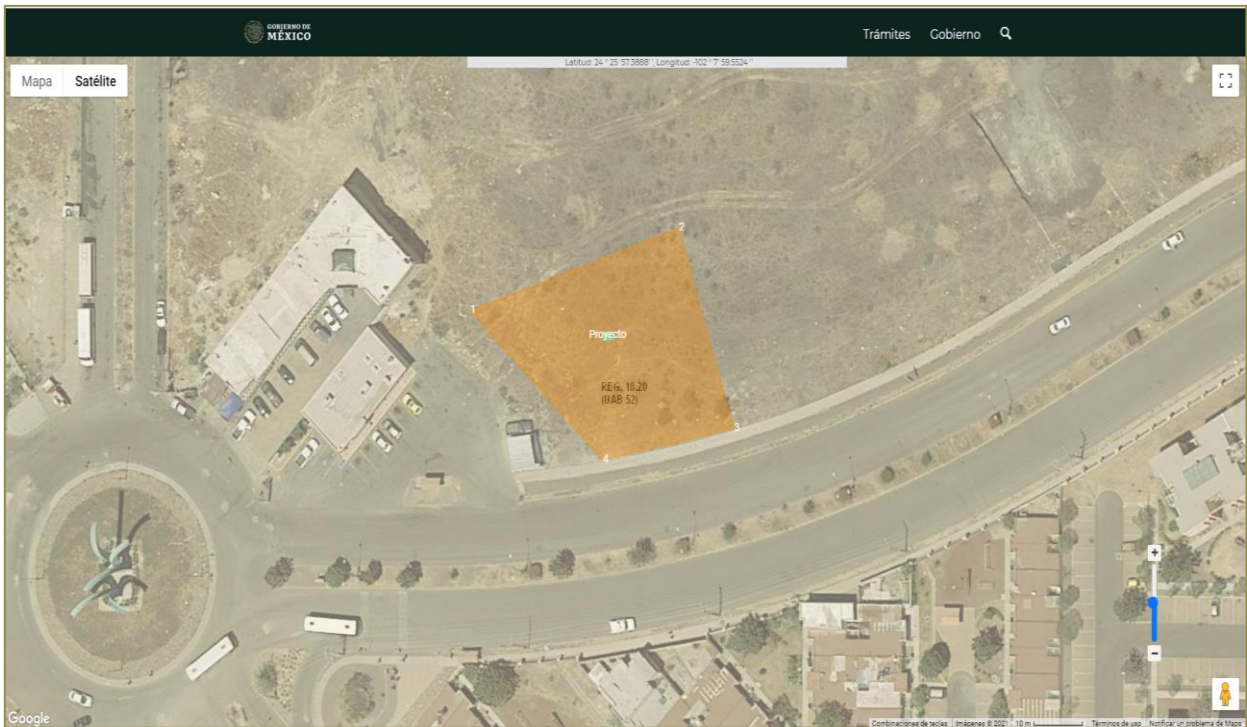 GOBIERNO DE
MÉXICO
Trámites Gobierno
Latitud: 24 ° 25 '57.3888'', Longitud: -102 ° 7 '59.5524 ''
Mapa Satélite
2
1
Proyecto
REG. 18.20
(UAB 52)
3
4
+
−
Google
Combinaciones de teclas Imágenes © 2021 10 m Términos de uso Notificar un problema de Maps